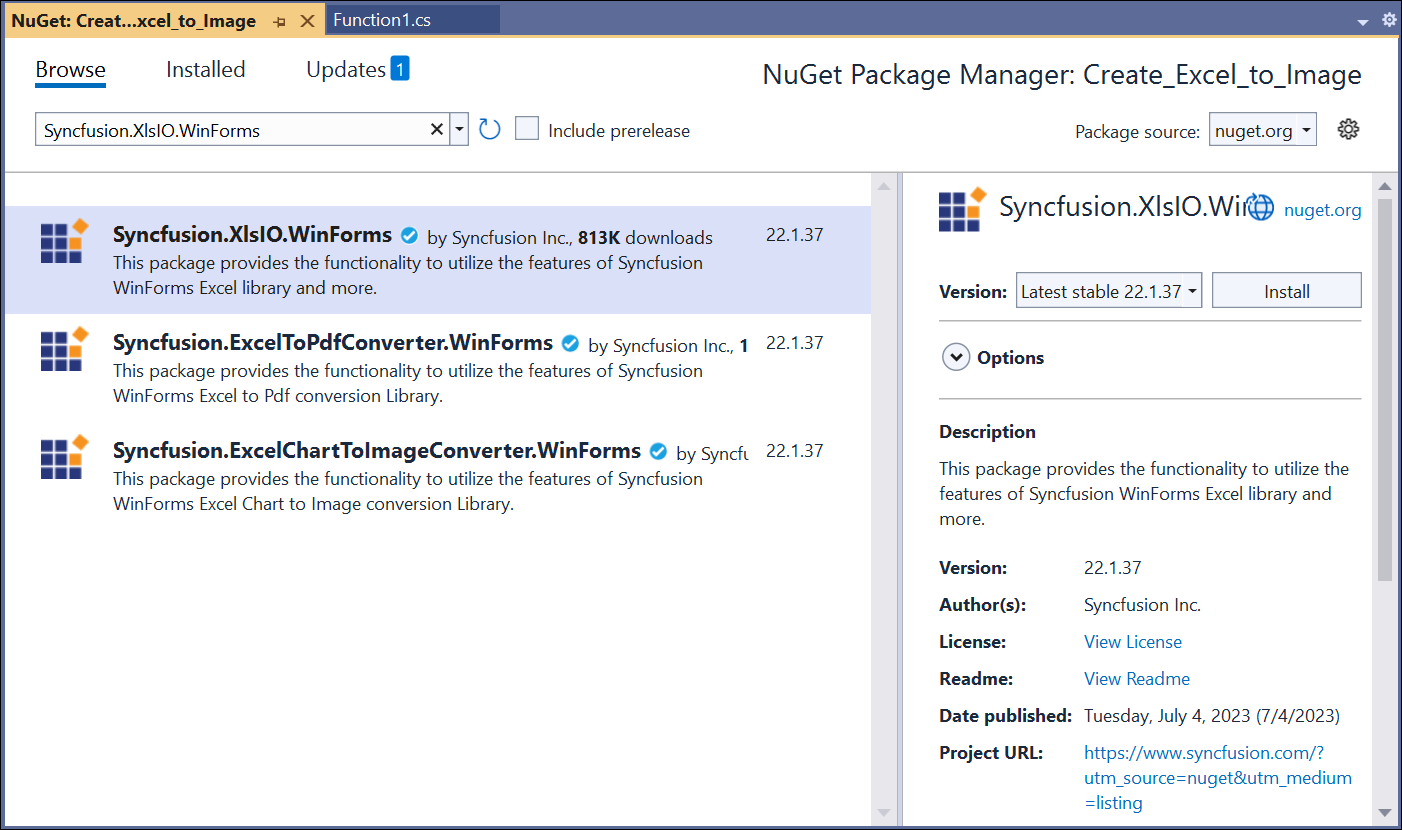 NuGet: Creat...xcel_to_Image
Function1.cs
Browse
Installed
Updates 1
NuGet Package Manager: Create_Excel_to_Image
Syncfusion.XlsIO.WinForms
Include prerelease
Package source: nuget.org
Syncfusion.XlsIO.WinForms by Syncfusion Inc., 813K downloads 22.1.37
This package provides the functionality to utilize the features of Syncfusion
WinForms Excel library and more.
Syncfusion.ExcelToPdfConverter.WinForms by Syncfusion Inc., 1 22.1.37
This package provides the functionality to utilize the features of Syncfusion
WinForms Excel to Pdf conversion Library.
Syncfusion.ExcelChartToImageConverter.WinForms by Syncfu 22.1.37
This package provides the functionality to utilize the features of Syncfusion
WinForms Excel Chart to Image conversion Library.
Syncfusion.XlsIO.Win nuget.org
Version: Latest stable 22.1.37 Install
Options
Description
This package provides the functionality to utilize the
features of Syncfusion WinForms Excel library and
more.
Version: 22.1.37
Author(s): Syncfusion Inc.
License: View License
Readme: View Readme
Date published: Tuesday, July 4, 2023 (7/4/2023)
Project URL: https://www.syncfusion.com/?
utm_source=nuget&utm_medium
=listing